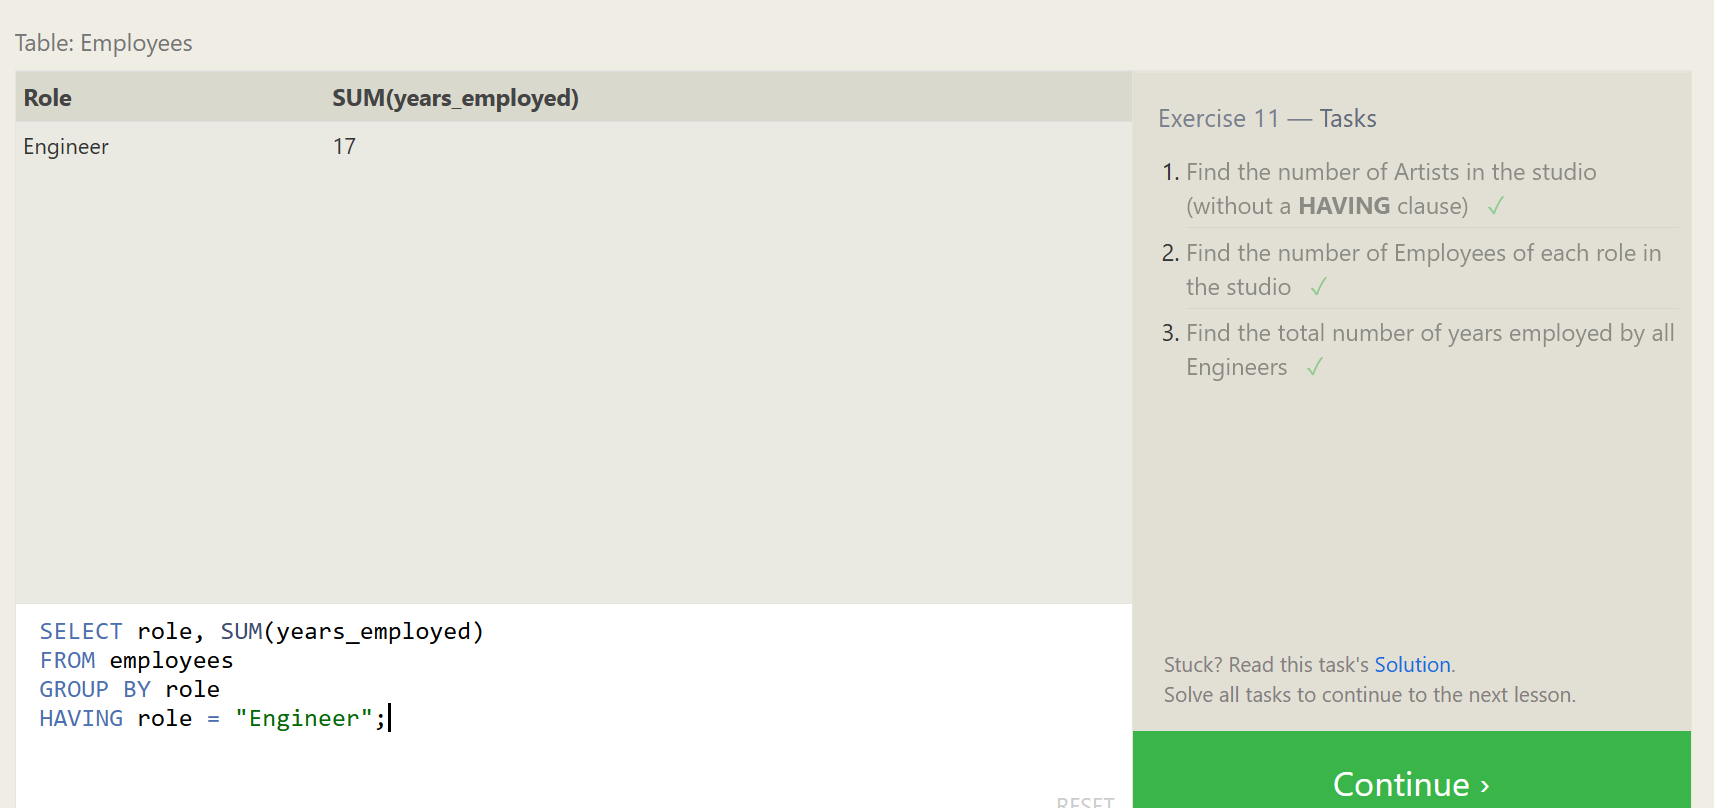 Table: Employees
Role SUM(years_employed)
Engineer 17
Exercise 11 — Tasks
1. Find the number of Artists in the studio
(without a HAVING clause) ✓
2. Find the number of Employees of each role in
the studio ✓
3. Find the total number of years employed by all
Engineers ✓
SELECT role, SUM(years_employed)
FROM employees
GROUP BY role
HAVING role = "Engineer";
RESET
Stuck? Read this task's Solution.
Solve all tasks to continue to the next lesson.
Continue ›